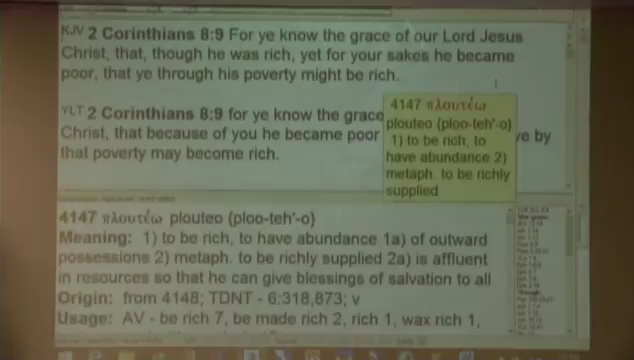 KJV 2 Corinthians 8:9 For ye know the grace of our Lord Jesus
Christ, that, though he was rich, yet for your sakes he became
poor, that ye through his poverty might be rich.
YLT 2 Corinthians 8:9 for ye know the grace
Christ, that because of you he became poor
ve by
that poverty may become rich.
4147 πλουτέω
plouteo {ploo-teh'-o}
1) to be rich, to
have abundance 2)
metaph. to be richly
supplied
4147 πλουτέω plouteo {ploo-teh'-o}
Meaning: 1) to be rich, to have abundance 1a) of outward
possessions 2) metaph. to be richly supplied 2a) is affluent
in resources so that he can give blessings of salvation to all
Origin: from 4148; TDNT - 6:318,873; v
Usage: AV - be rich 7, be made rich 2, rich 1, wax rich 1,